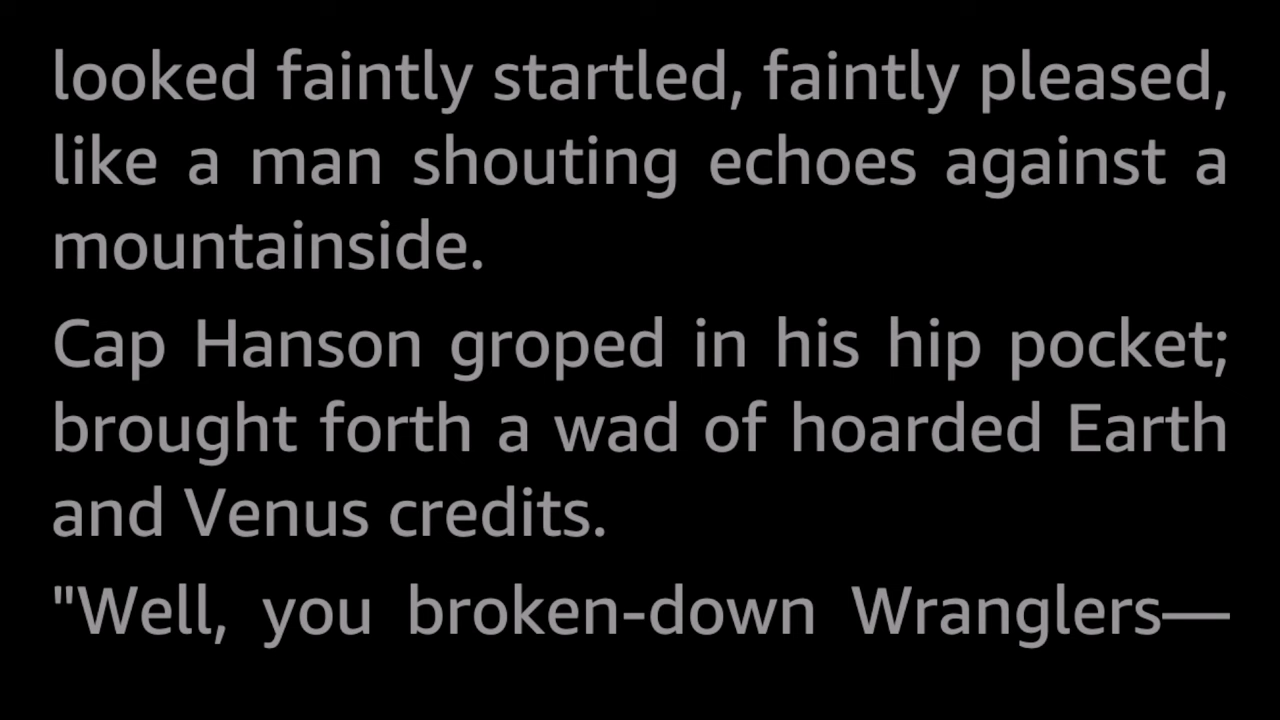 looked faintly startled, faintly pleased,
like a man shouting echoes against a
mountainside.
Cap Hanson groped in his hip pocket;
brought forth a wad of hoarded Earth
and Venus credits.
"Well, you broken-down Wranglers—